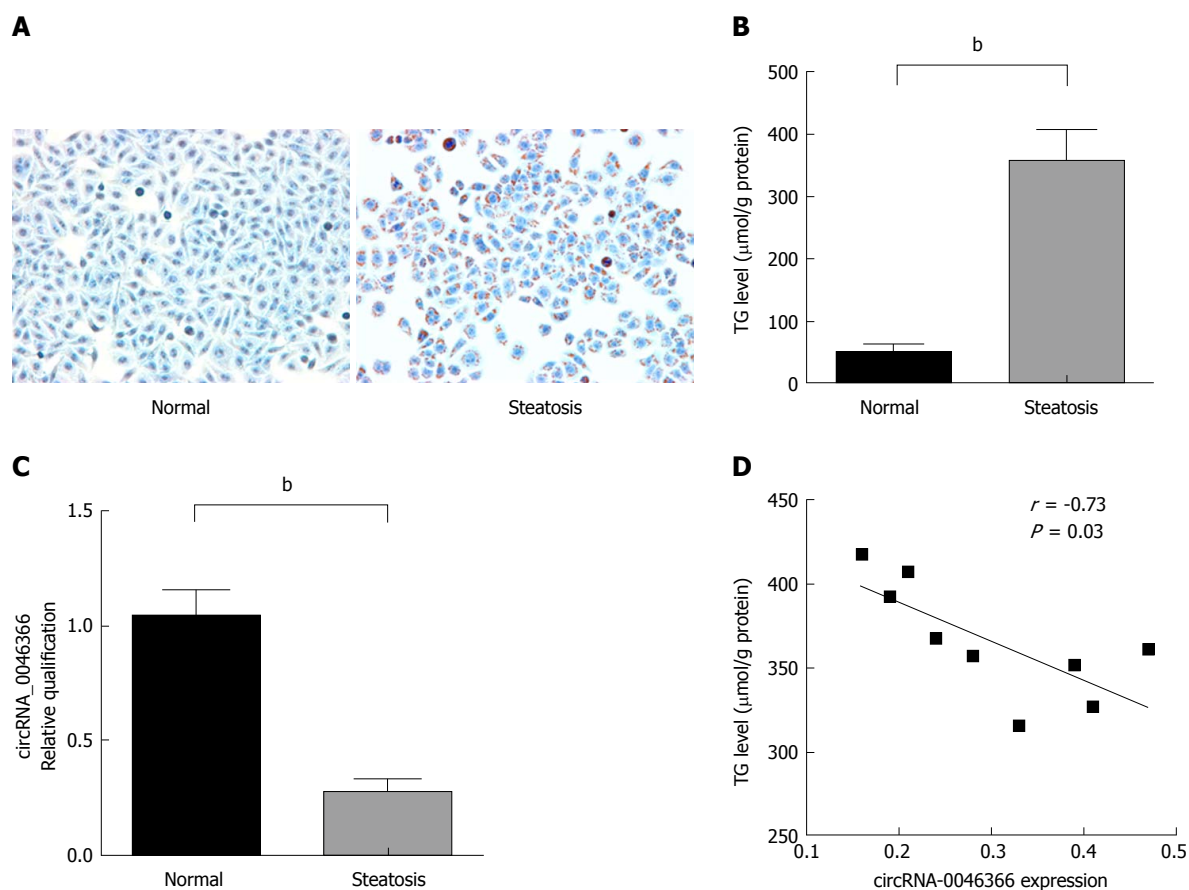 A
Normal
Steatosis
B
b
TG level (μmol/g protein)
500
400
300
200
100
0
Normal
Steatosis
C
b
circRNA_0046366
Relative qualification
1.5
1.0
0.5
0.0
Normal
Steatosis
D
r = -0.73
P = 0.03
TG level (μmol/g protein)
450
400
350
300
250
0.1
0.2
0.3
0.4
0.5
circRNA-0046366 expression